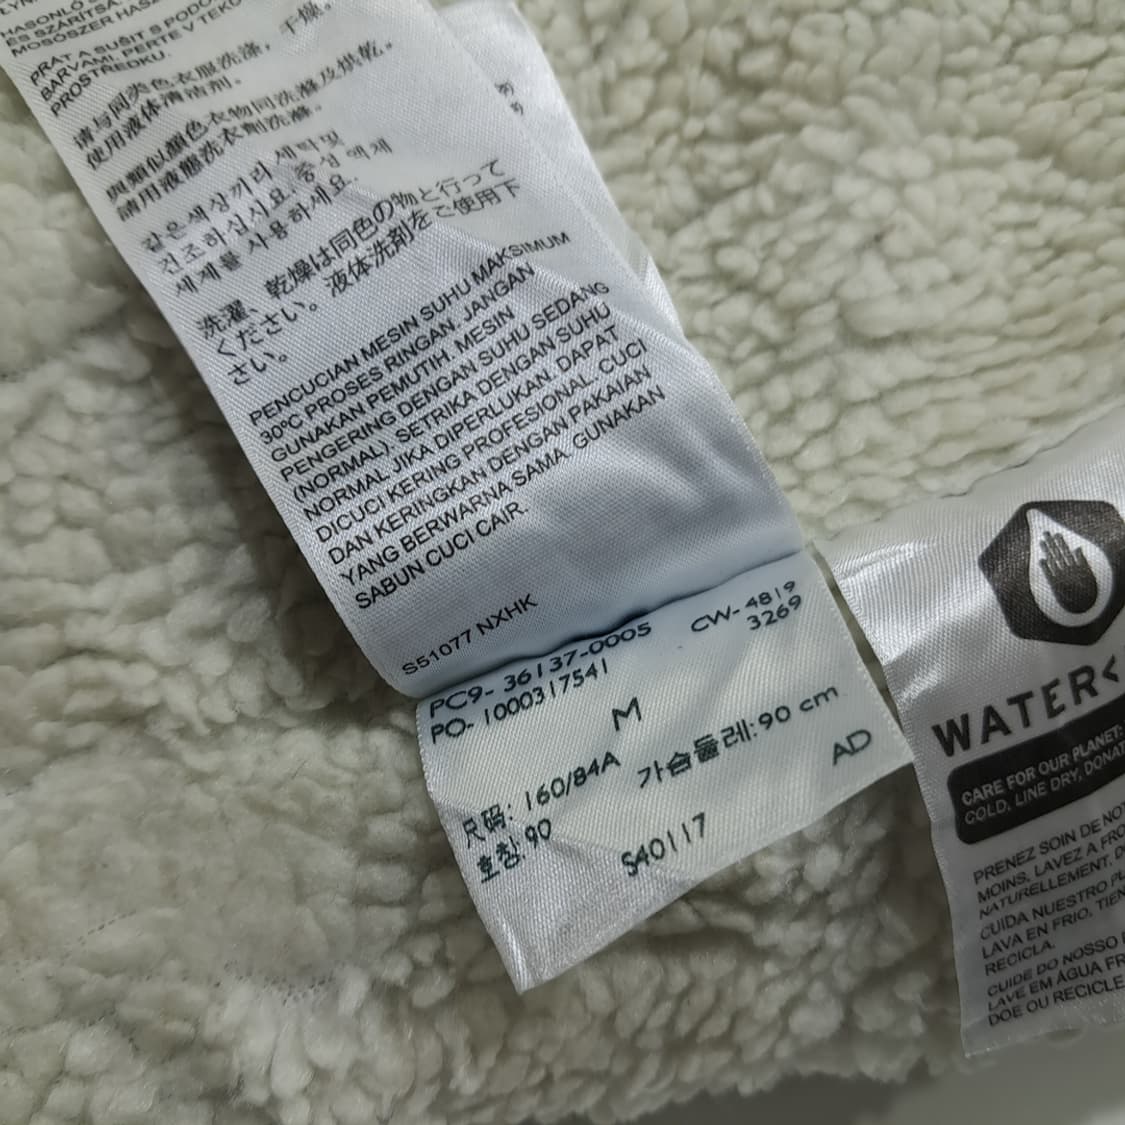 HASONLÓ S
ÉS SZÁRÍTSA.
MOSÓSZER HASZ
PRÁT A SUŠIT S PODO
BARVAMI. PERTE V TEKU
PROSTŘEDKU.
请与同类色衣服洗涤，干燥。
使用液体清洁剂.
與類似顏色衣物同洗滌及烘乾。
請用液態洗衣劑洗滌.
같은색상끼리 세탁및
건조하십시요. 중성 액체
세제를 사용하세요.
洗濯、乾燥は同色の物と行って
ください。液体洗剤をご使用下
さい。
PENCUCIAN MESIN SUHU MAKSIMUM
30ºC PROSES RINGAN. JANGAN
GUNAKAN PEMUTIH. MESIN
PENGERING DENGAN SUHU SEDANG
(NORMAL). SETRIKA DENGAN SUHU
NORMAL JIKA DIPERLUKAN. DAPAT
DICUCI KERING PROFESIONAL. CUCI
DAN KERINGKAN DENGAN PAKAIAN
YANG BERWARNA SAMA. GUNAKAN
SABUN CUCI CAIR.
S51077 NXHK
PC9- 36137-0005 CW- 4819
PO- 1000317541 3269
M
尺码: 160/84A 가슴둘레:90 cm
호칭:90 AD
S40117
WATER<
CARE FOR OUR PLANET:
COLD, LINE DRY, DONAT
PRENEZ SOIN DE NOT
MOINS, LAVEZ A FRO
NATURELLEMENT, D
CUIDA NUESTRO PL
LAVA EN FRIO, TIEN
RECICLA.
CUIDE DO NOSSO
LAVE EM ÁGUA FR
DOE OU RECICLE